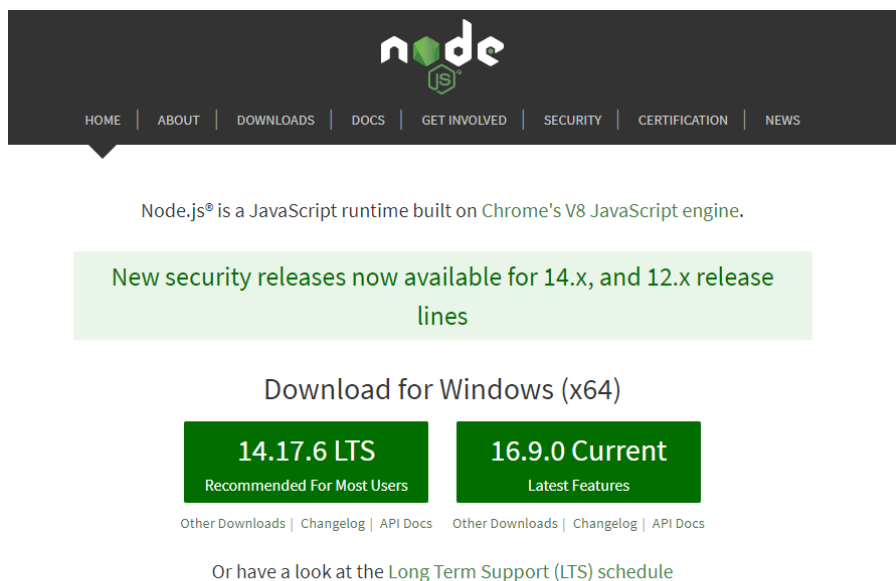 node
JS
HOME | ABOUT | DOWNLOADS | DOCS | GET INVOLVED | SECURITY | CERTIFICATION | NEWS
Node.js® is a JavaScript runtime built on Chrome's V8 JavaScript engine.
New security releases now available for 14.x, and 12.x release
lines
Download for Windows (x64)
14.17.6 LTS
Recommended For Most Users
16.9.0 Current
Latest Features
Other Downloads | Changelog | API Docs
Other Downloads | Changelog | API Docs
Or have a look at the Long Term Support (LTS) schedule